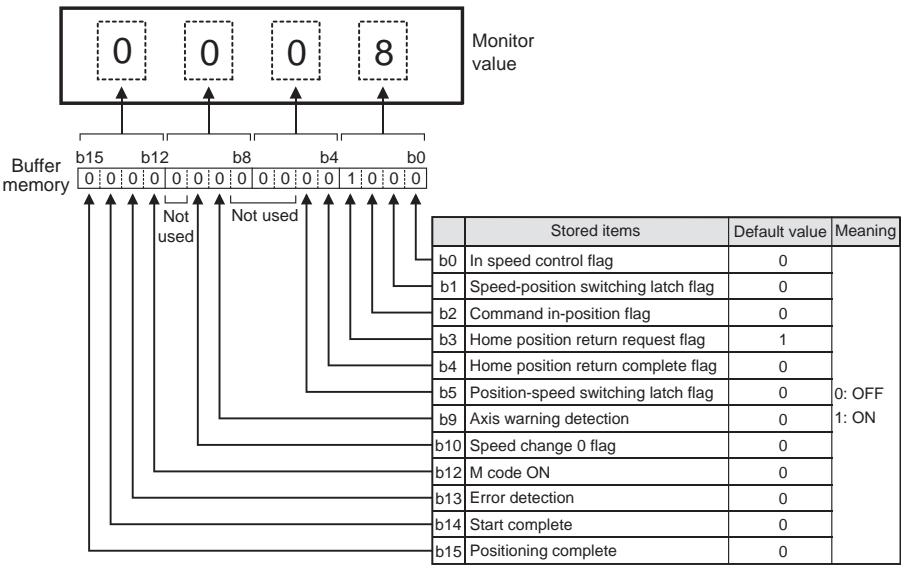 0 0 0 8
Monitor
value
Buffer
memory
b15 b12 b8 b4 b0
0 0 0 0 0 0 0 0 0 0 0 0 1 0 0 0
Not
used
Not used
Stored items Default value Meaning
b0 In speed control flag 0
b1 Speed-position switching latch flag 0
b2 Command in-position flag 0
b3 Home position return request flag 1
b4 Home position return complete flag 0
b5 Position-speed switching latch flag 0
b9 Axis warning detection 0
b10 Speed change 0 flag 0
b12 M code ON 0
b13 Error detection 0
b14 Start complete 0
b15 Positioning complete 0
0: OFF
1: ON